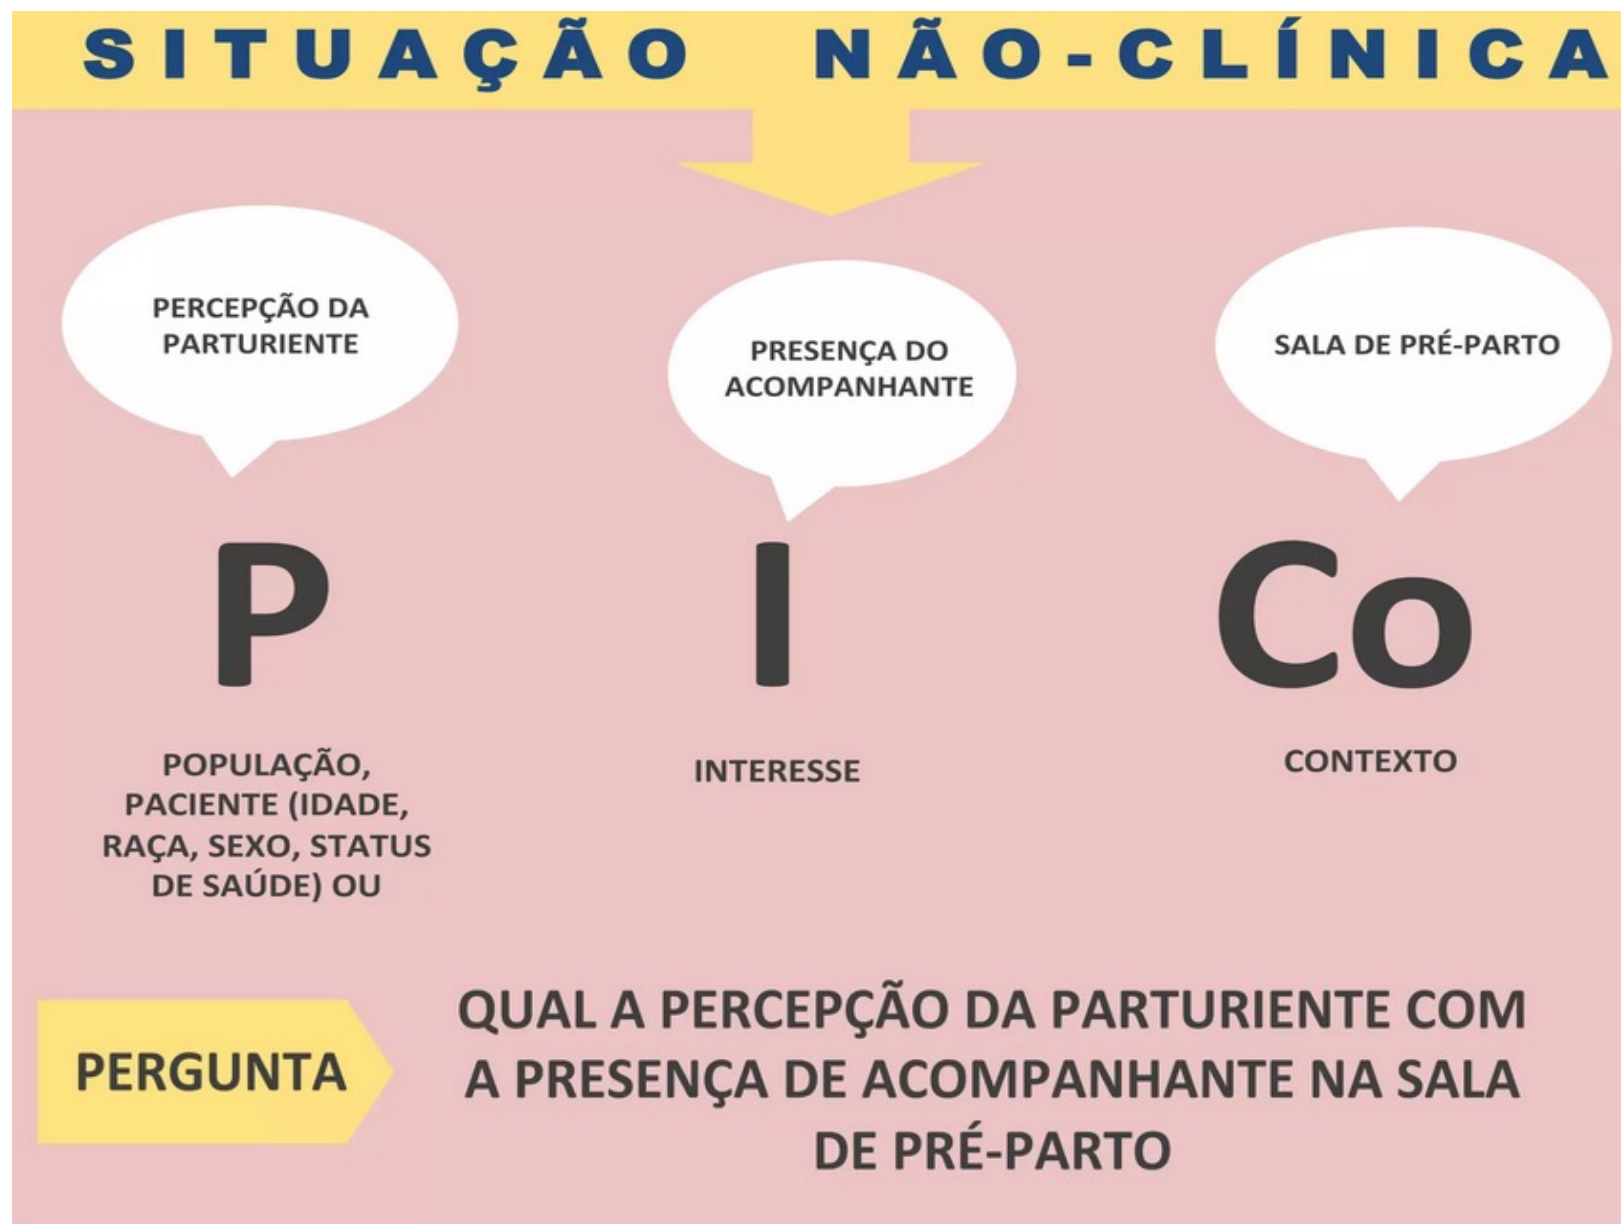 SITUAÇÃO NÃO-CLÍNICA
PERCEPÇÃO DA
PARTURIENTE
PRESENÇA DO
ACOMPANHANTE
SALA DE PRÉ-PARTO
P
I
Co
POPULAÇÃO,
PACIENTE (IDADE,
RAÇA, SEXO, STATUS
DE SAÚDE) OU
INTERESSE
CONTEXTO
PERGUNTA
QUAL A PERCEPÇÃO DA PARTURIENTE COM
A PRESENÇA DE ACOMPANHANTE NA SALA
DE PRÉ-PARTO